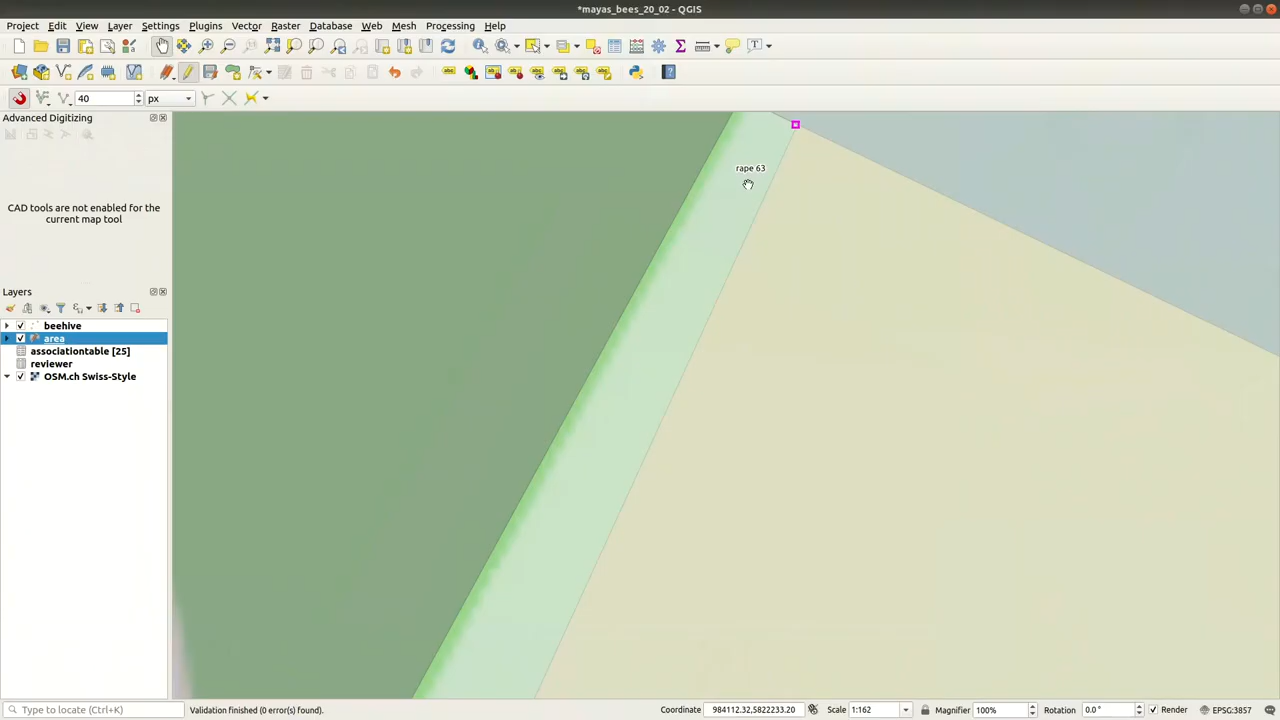 *mayas_bees_20_02 - QGIS
Project Edit View Layer Settings Plugins Vector Raster Database Web Mesh Processing Help
40 px
Advanced Digitizing
CAD tools are not enabled for the
current map tool
rape 63
Layers
beehive
area
associationtable [25]
reviewer
OSM.ch Swiss-Style
Type to locate (Ctrl+K) Validation finished (0 error(s) found). Coordinate 984112.32,5822233.20 Scale 1:162 Magnifier 100% Rotation 0.0 ° Render EPSG:3857